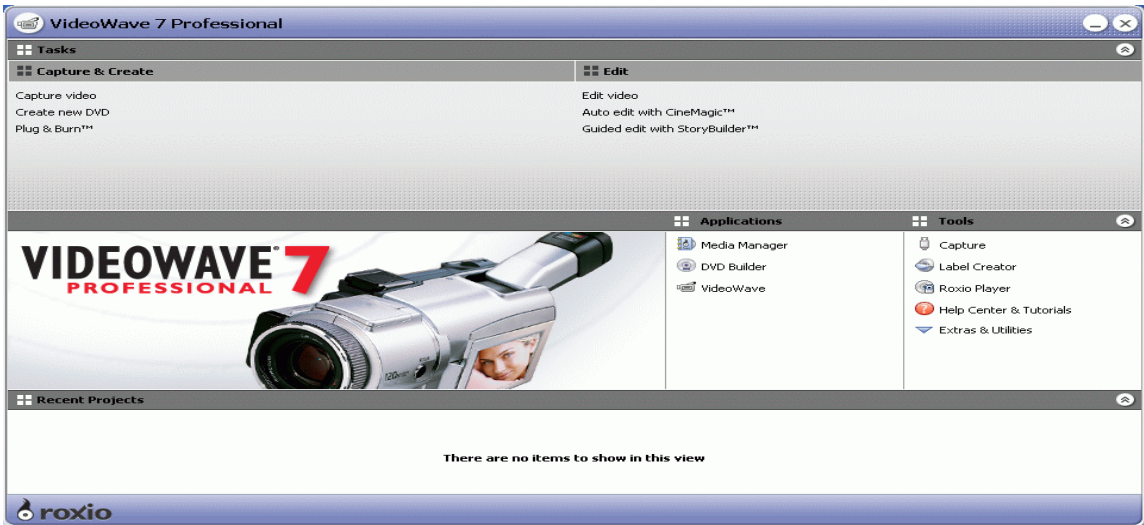 VideoWave 7 Professional
Tasks
Capture & Create
Edit
Capture video
Create new DVD
Plug & Burn™
Edit video
Auto edit with CineMagic™
Guided edit with StoryBuilder™
Applications
Tools
VIDEOWAVE® 7
PROFESSIONAL
120x
Media Manager
DVD Builder
VideoWave
Capture
Label Creator
Roxio Player
Help Center & Tutorials
Extras & Utilities
Recent Projects
There are no items to show in this view
roxio